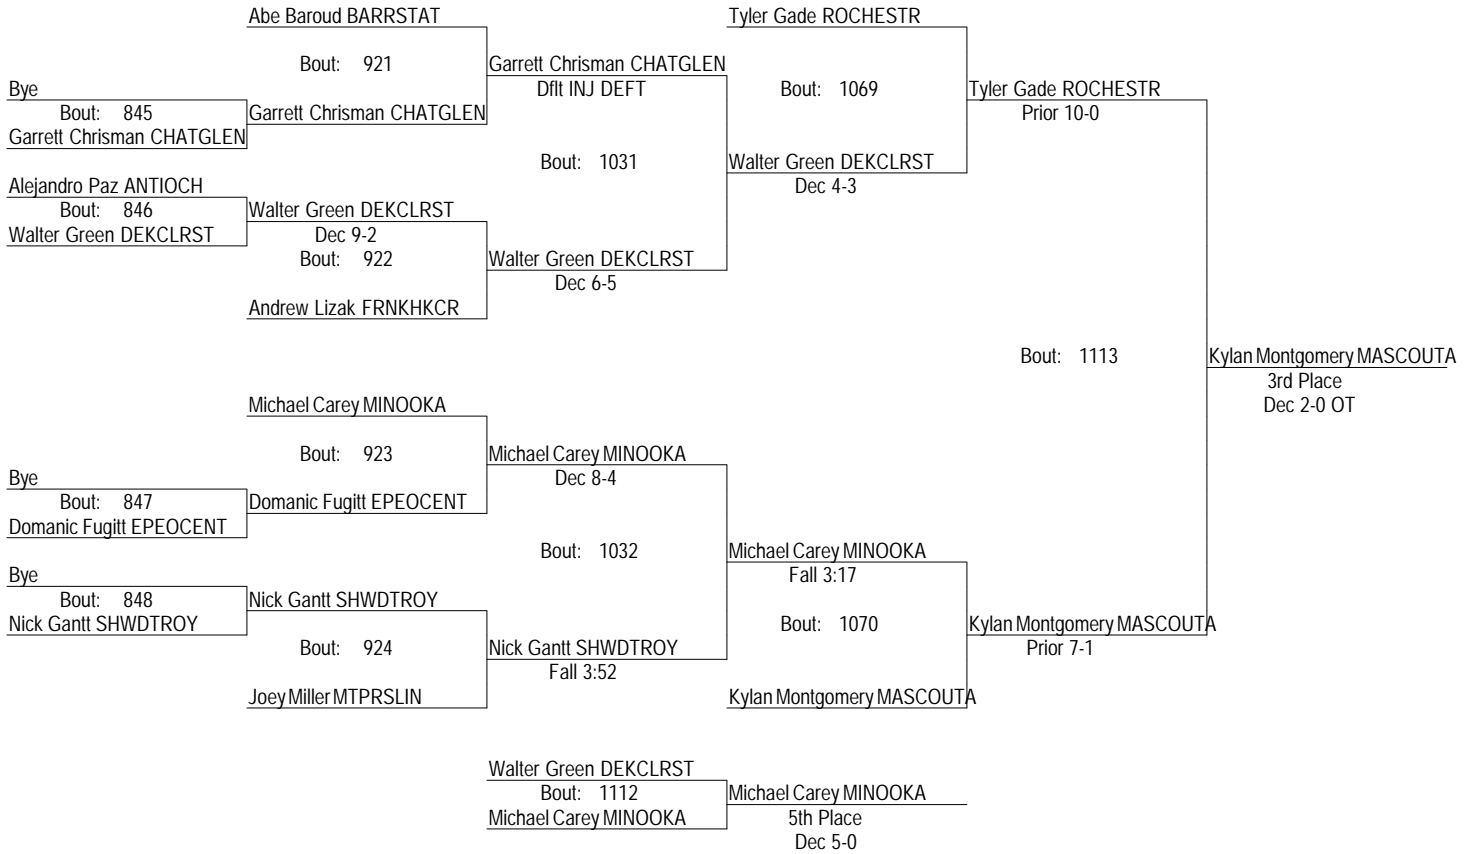 Abe Baroud BARRSTAT
Bout: 921
Bye
Bout: 845
Garrett Chrisman CHATGLEN
Garrett Chrisman CHATGLEN
Garrett Chrisman CHATGLEN
Dflt INJ DEFT
Bout: 1031
Alejandro Paz ANTIOCH
Bout: 846
Walter Green DEKCLRST
Walter Green DEKCLRST
Dec 9-2
Bout: 922
Andrew Lizak FRNKHKCR
Walter Green DEKCLRST
Dec 6-5
Tyler Gade ROCHESTR
Bout: 1069
Walter Green DEKCLRST
Dec 4-3
Tyler Gade ROCHESTR
Prior 10-0
Bout: 1113
Kylan Montgomery MASCOUTA
3rd Place
Dec 2-0 OT
Michael Carey MINOOKA
Bout: 923
Bye
Bout: 847
Domanic Fugitt EPEOCENT
Domanic Fugitt EPEOCENT
Michael Carey MINOOKA
Dec 8-4
Bout: 1032
Bye
Bout: 848
Nick Gantt SHWDTROY
Nick Gantt SHWDTROY
Bout: 924
Joey Miller MTPRSLIN
Nick Gantt SHWDTROY
Fall 3:52
Michael Carey MINOOKA
Fall 3:17
Bout: 1070
Kylan Montgomery MASCOUTA
Kylan Montgomery MASCOUTA
Prior 7-1
Walter Green DEKCLRST
Bout: 1112
Michael Carey MINOOKA
Michael Carey MINOOKA
5th Place
Dec 5-0